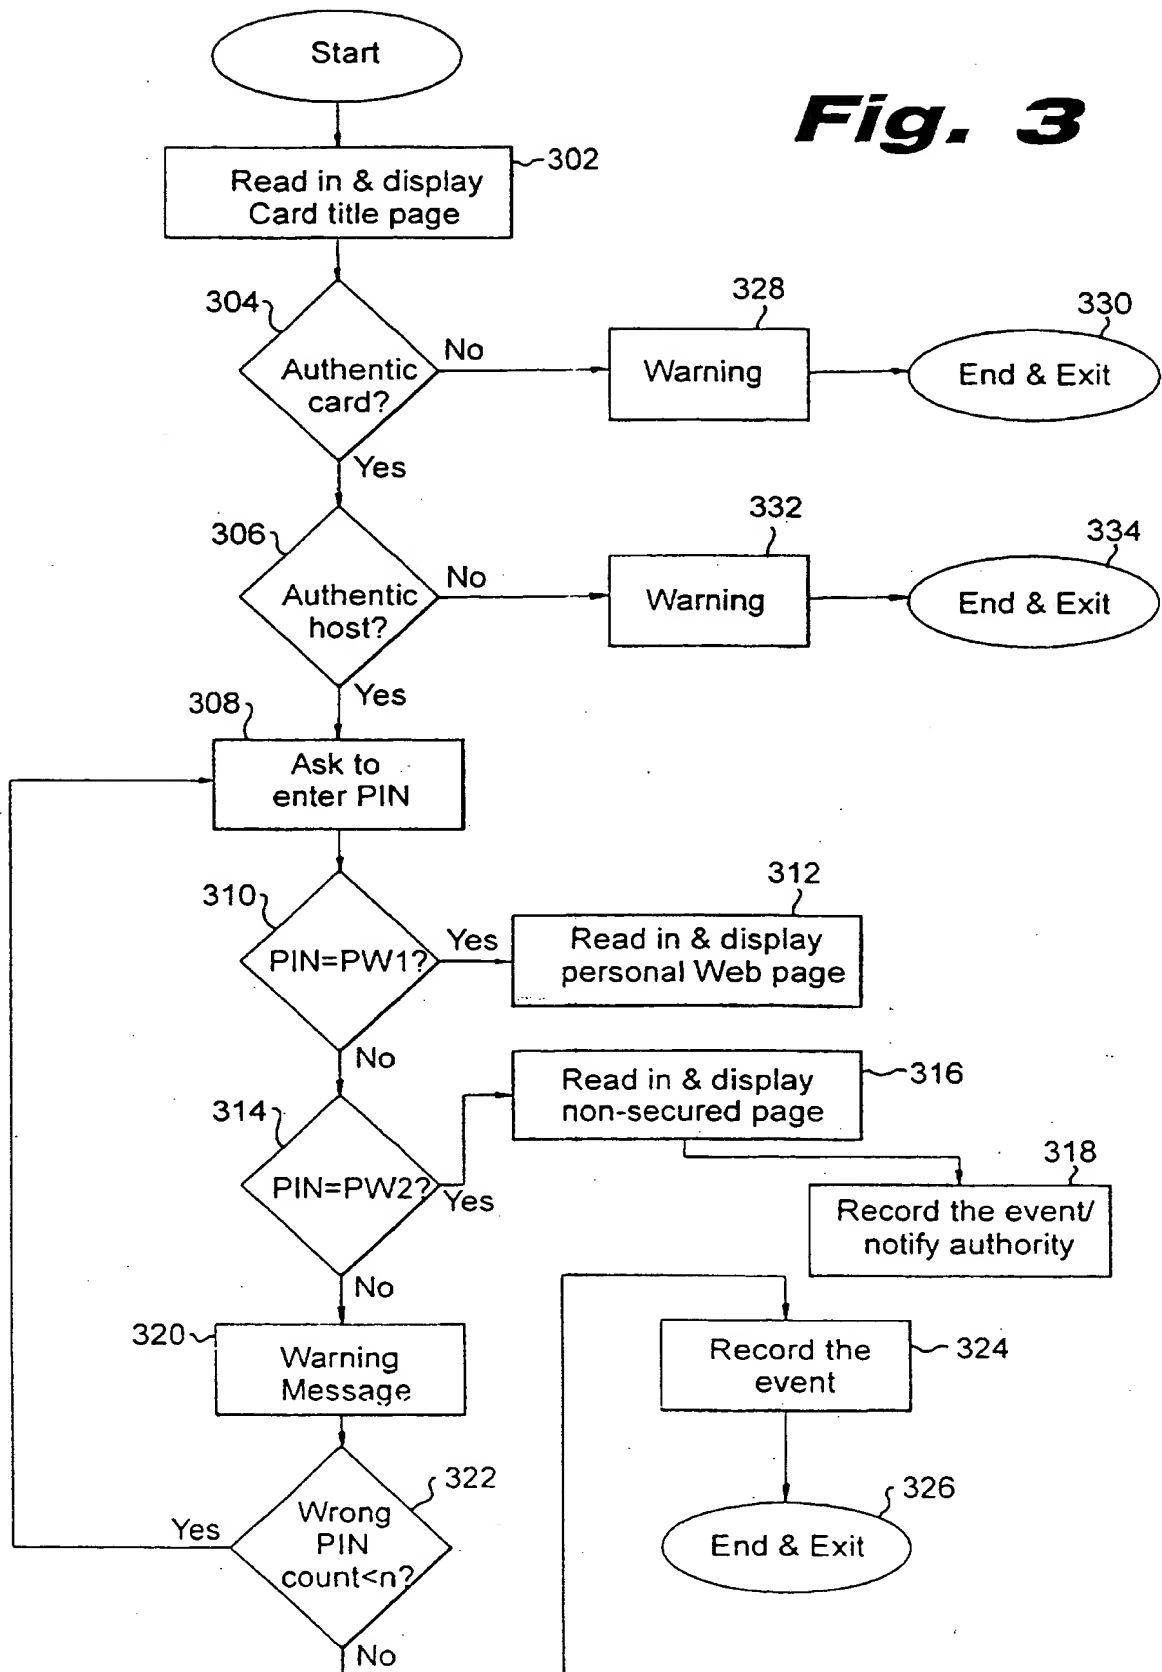 Start
Fig. 3
302
Read in & display
Card title page
304
Authentic
card?
No
328
Warning
330
End & Exit
Yes
306
Authentic
host?
No
332
Warning
334
End & Exit
Yes
308
Ask to
enter PIN
310
PIN=PW1?
Yes
312
Read in & display
personal Web page
No
314
PIN=PW2?
Yes
Read in & display
non-secured page
316
318
Record the event/
notify authority
No
320
Warning
Message
Record the
event
324
322
Wrong
PIN
count<n?
Yes
326
End & Exit
No